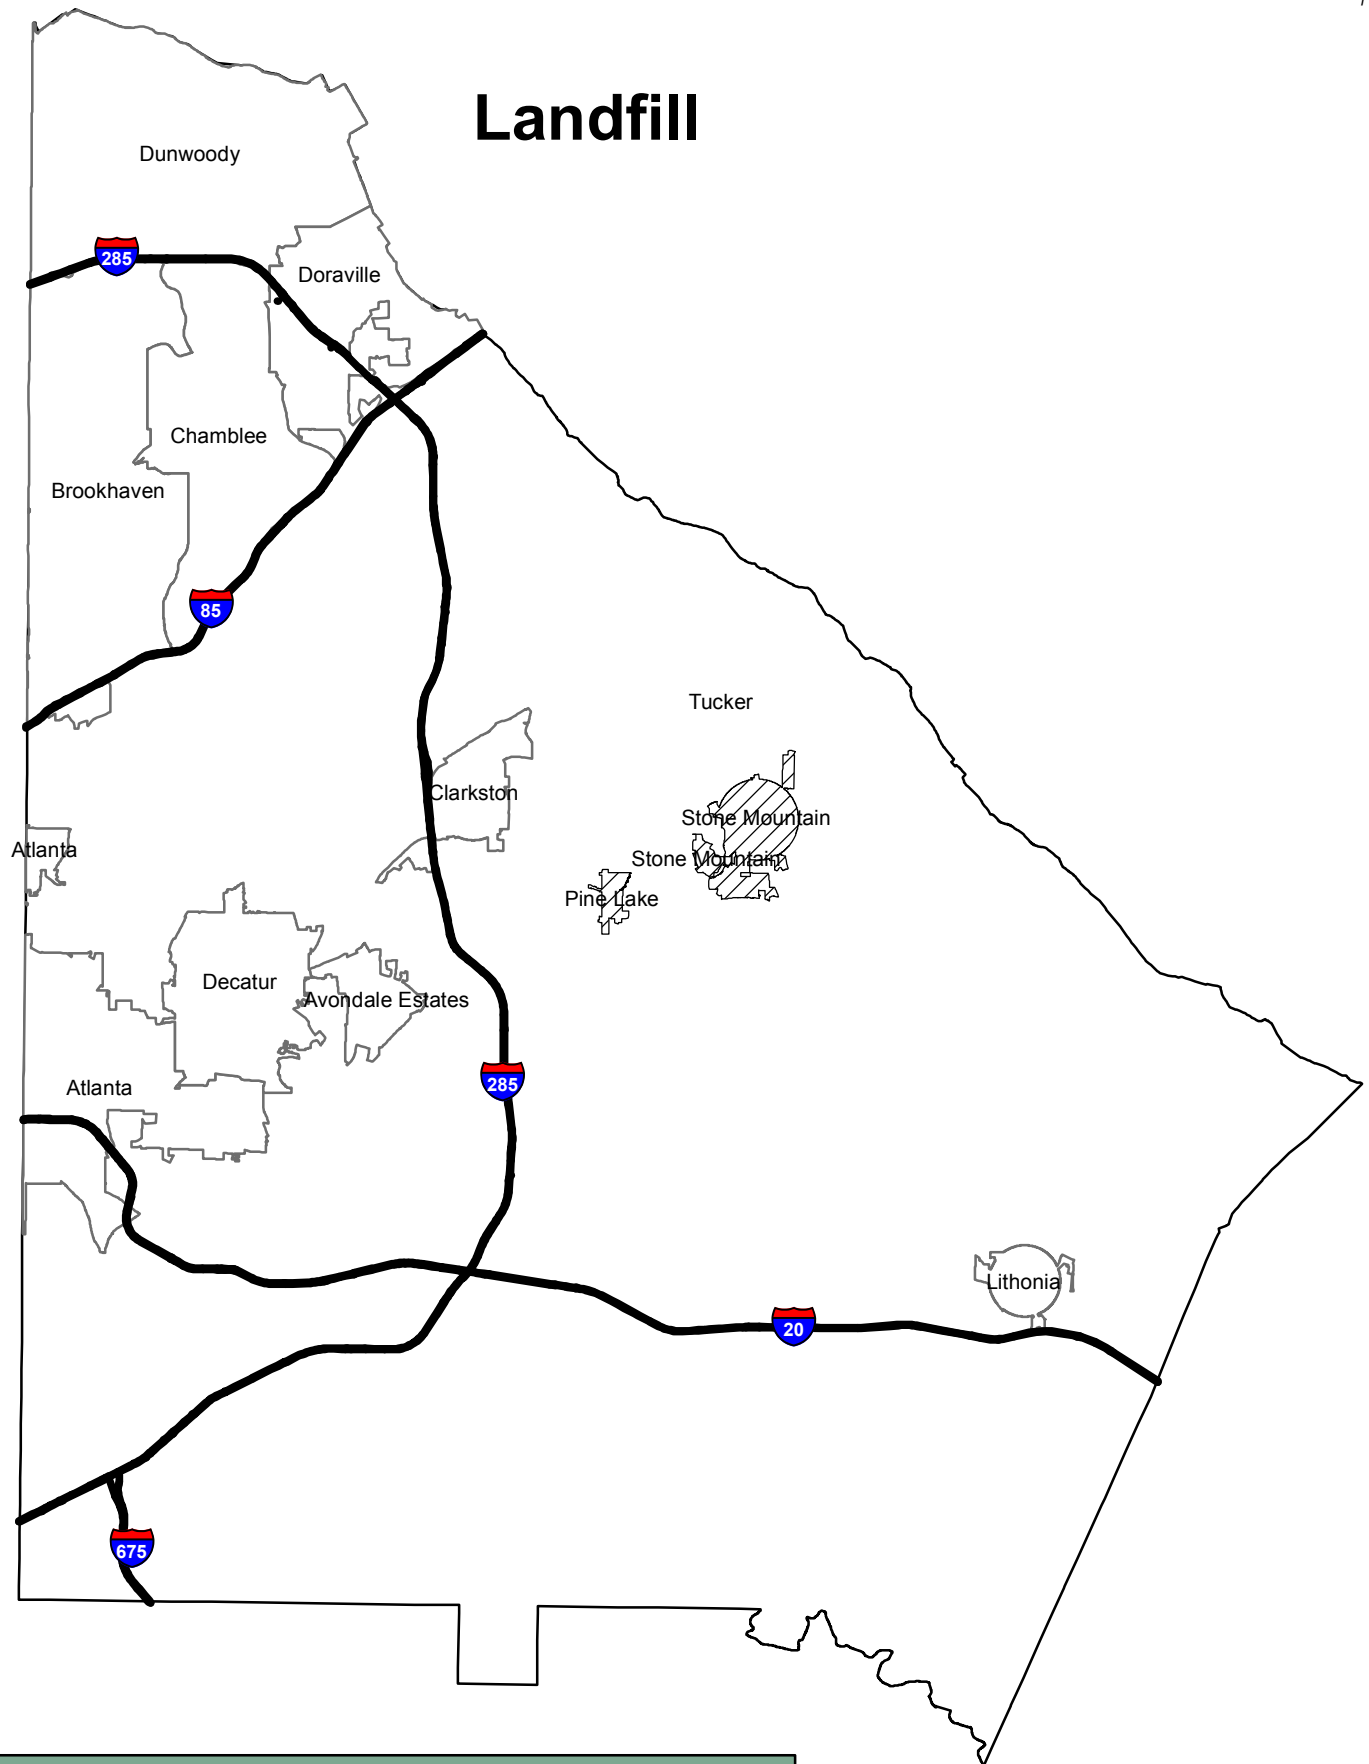 Landfill
Dunwoody
285
Doraville
Chamblee
Brookhaven
85
Tucker
Clarkston
Stone Mountain
Atlanta
Stone Mountain
Pine Lake
Decatur
Avondale Estates
285
Atlanta
Lithonia
20
675